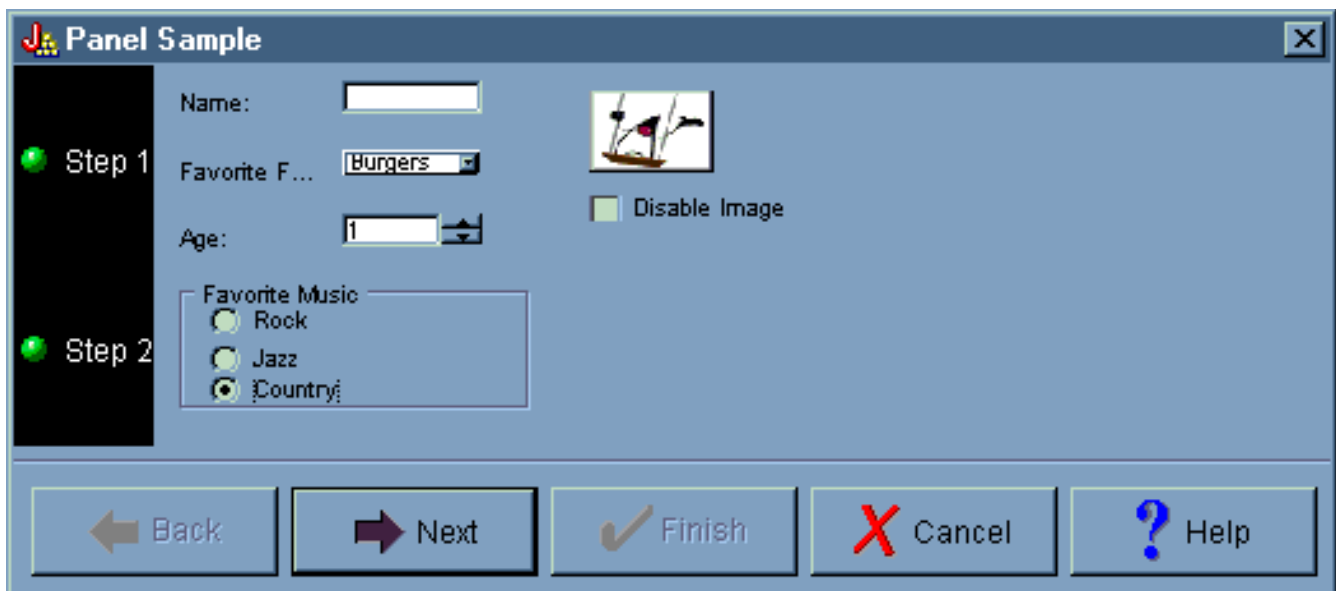 Panel Sample
Name:
Step 1
Favorite F...
Burgers
Disable Image
Age:
1
Favorite Music
Rock
Step 2
Jazz
Country
Back
Next
Finish
Cancel
Help